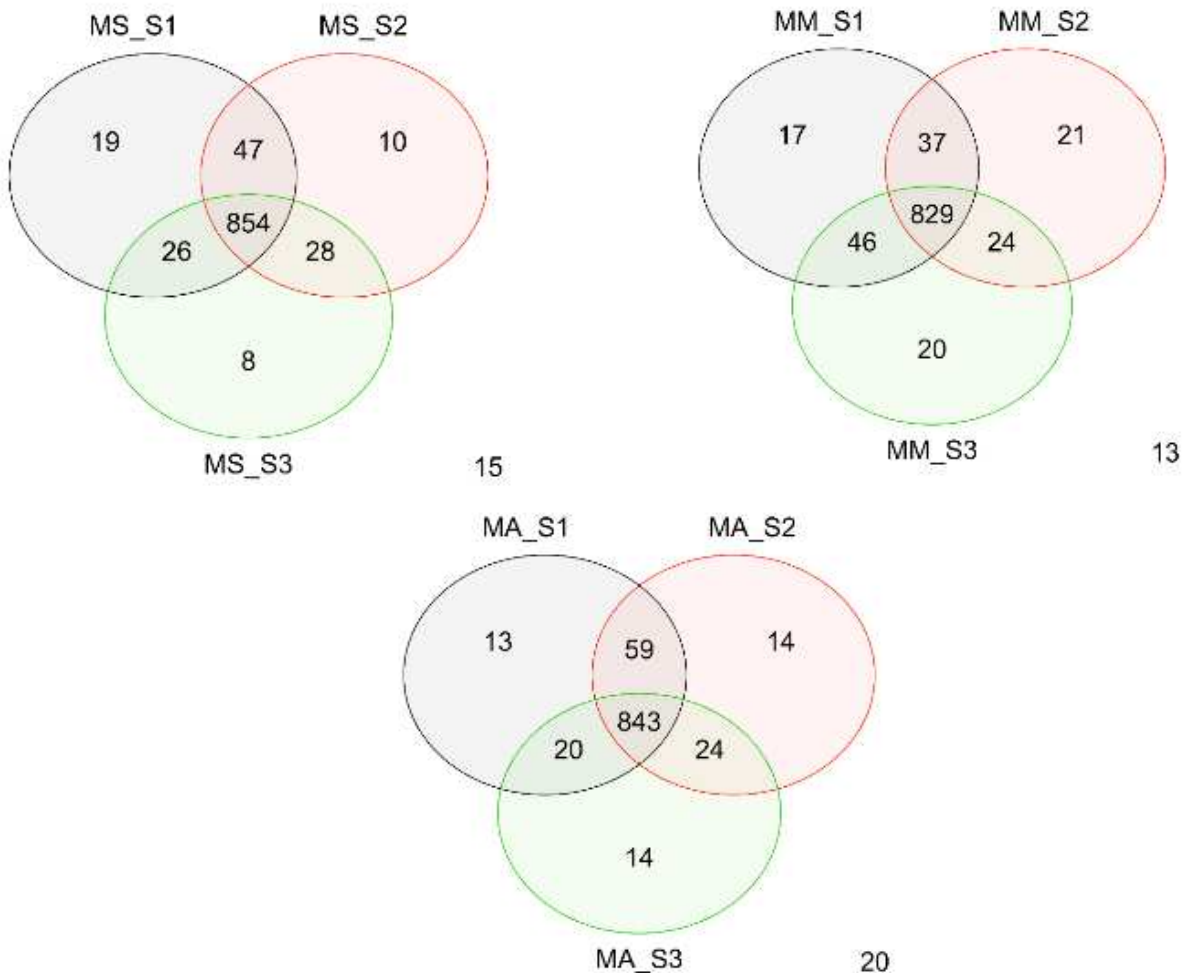 MS_S1 MS_S2
19 47 10
854
26 28
8
MS_S3
15
MM_S1 MM_S2
17 37 21
829
46 24
20
MM_S3
13
MA_S1 MA_S2
13 59 14
843
20 24
14
MA_S3
20